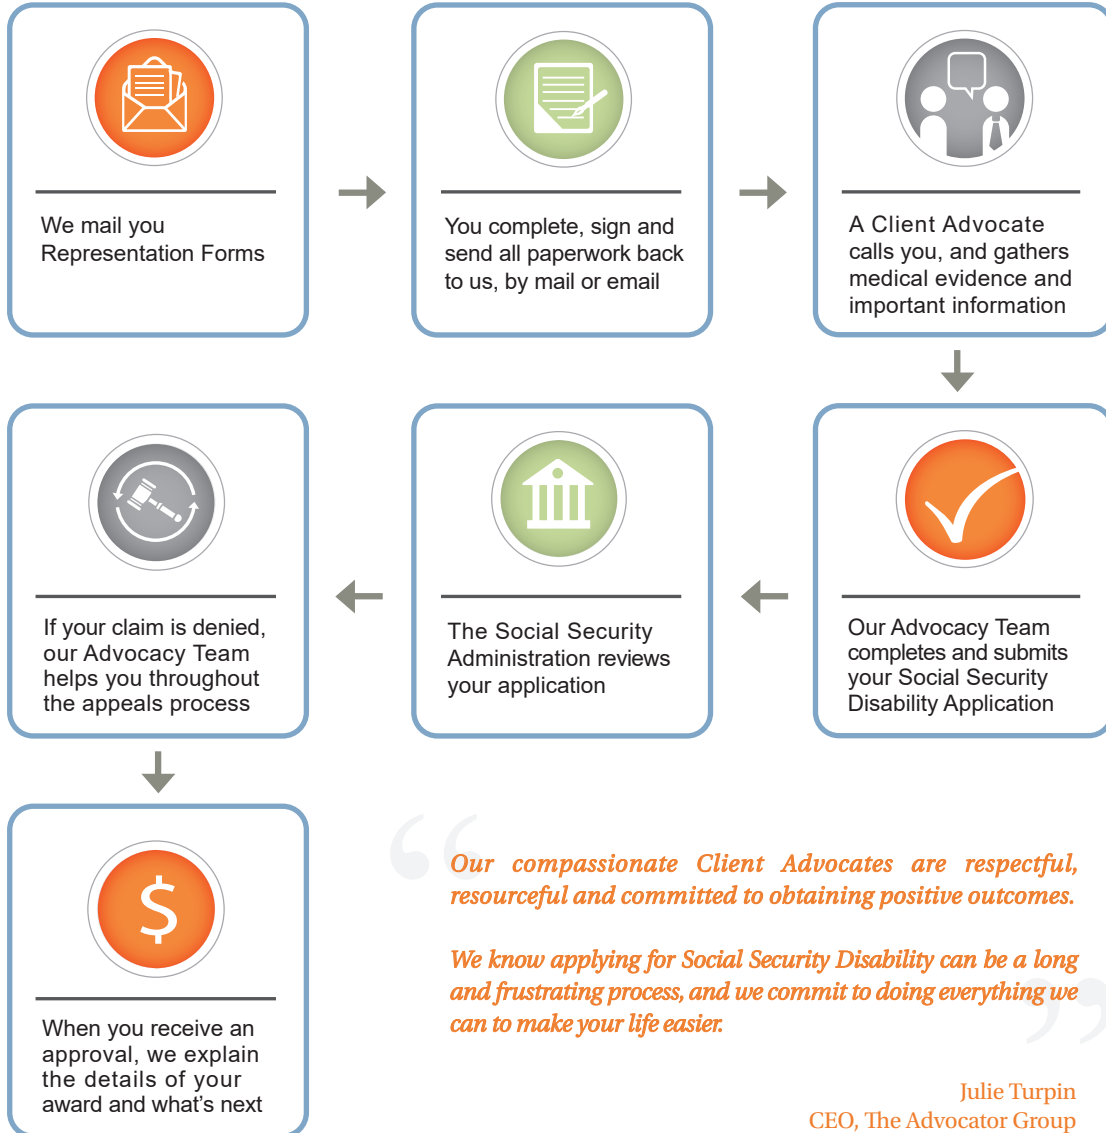 We mail you
Representation Forms
You complete, sign and
send all paperwork back
to us, by mail or email
A Client Advocate
calls you, and gathers
medical evidence and
important information
Our Advocacy Team
completes and submits
your Social Security
Disability Application
The Social Security
Administration reviews
your application
If your claim is denied,
our Advocacy Team
helps you throughout
the appeals process
$
When you receive an
approval, we explain
the details of your
award and what's next
“
Our compassionate Client Advocates are respectful,
resourceful and committed to obtaining positive outcomes.
We know applying for Social Security Disability can be a long
and frustrating process, and we commit to doing everything we
can to make your life easier.
”
Julie Turpin
CEO, The Advocator Group